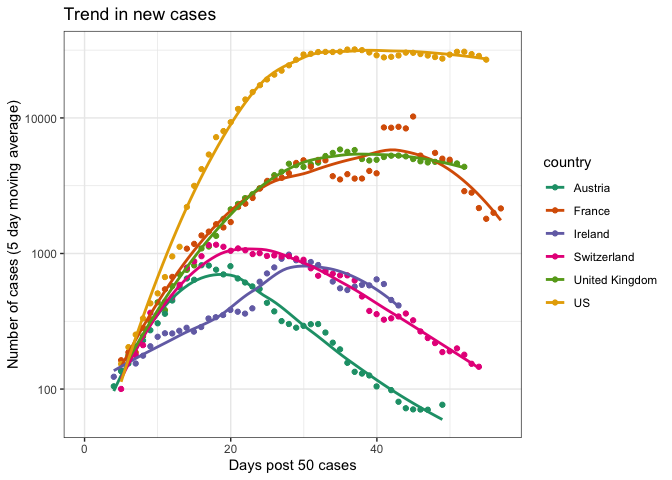 Trend in new cases
Number of cases (5 day moving average)
10000
1000
100
0
20
40
Days post 50 cases
country
Austria
France
Ireland
Switzerland
United Kingdom
US